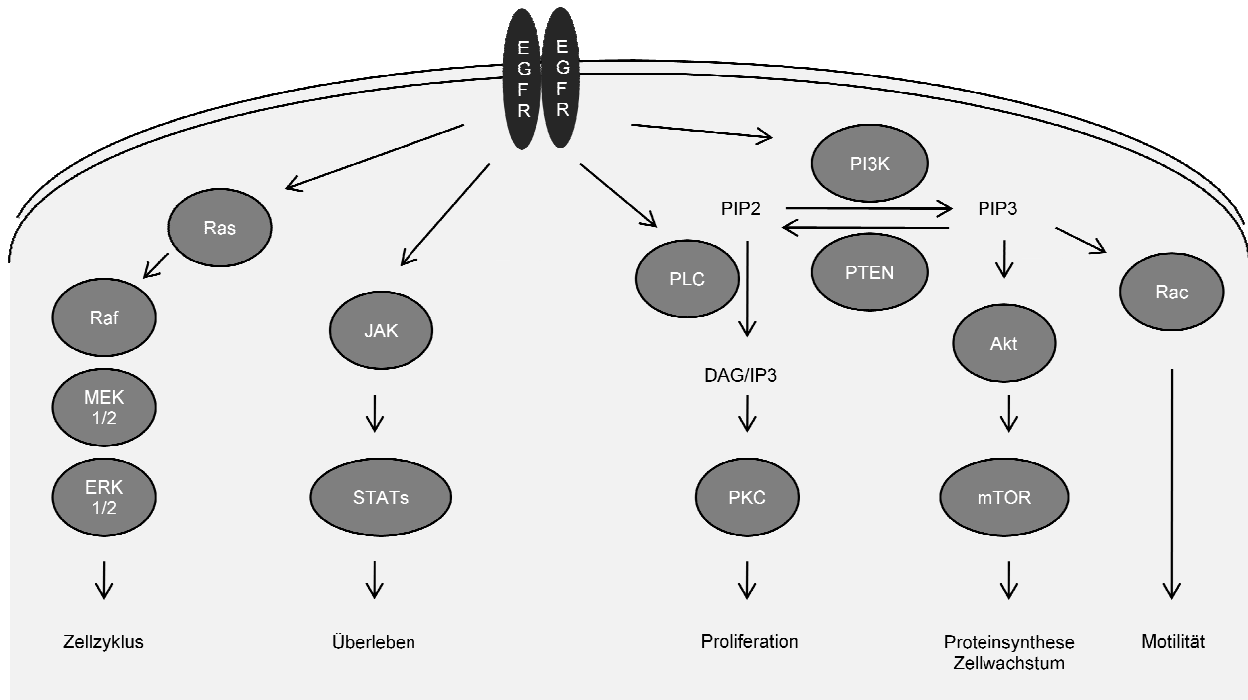 E
G
F
R
E
G
F
R
PI3K
PIP2
PIP3
Ras
PLC
PTEN
Rac
Raf
JAK
Akt
DAG/IP3
MEK
1/2
ERK
1/2
STATs
PKC
mTOR
Zellzyklus
Überleben
Proliferation
Proteinsynthese
Zellwachstum
Motilität